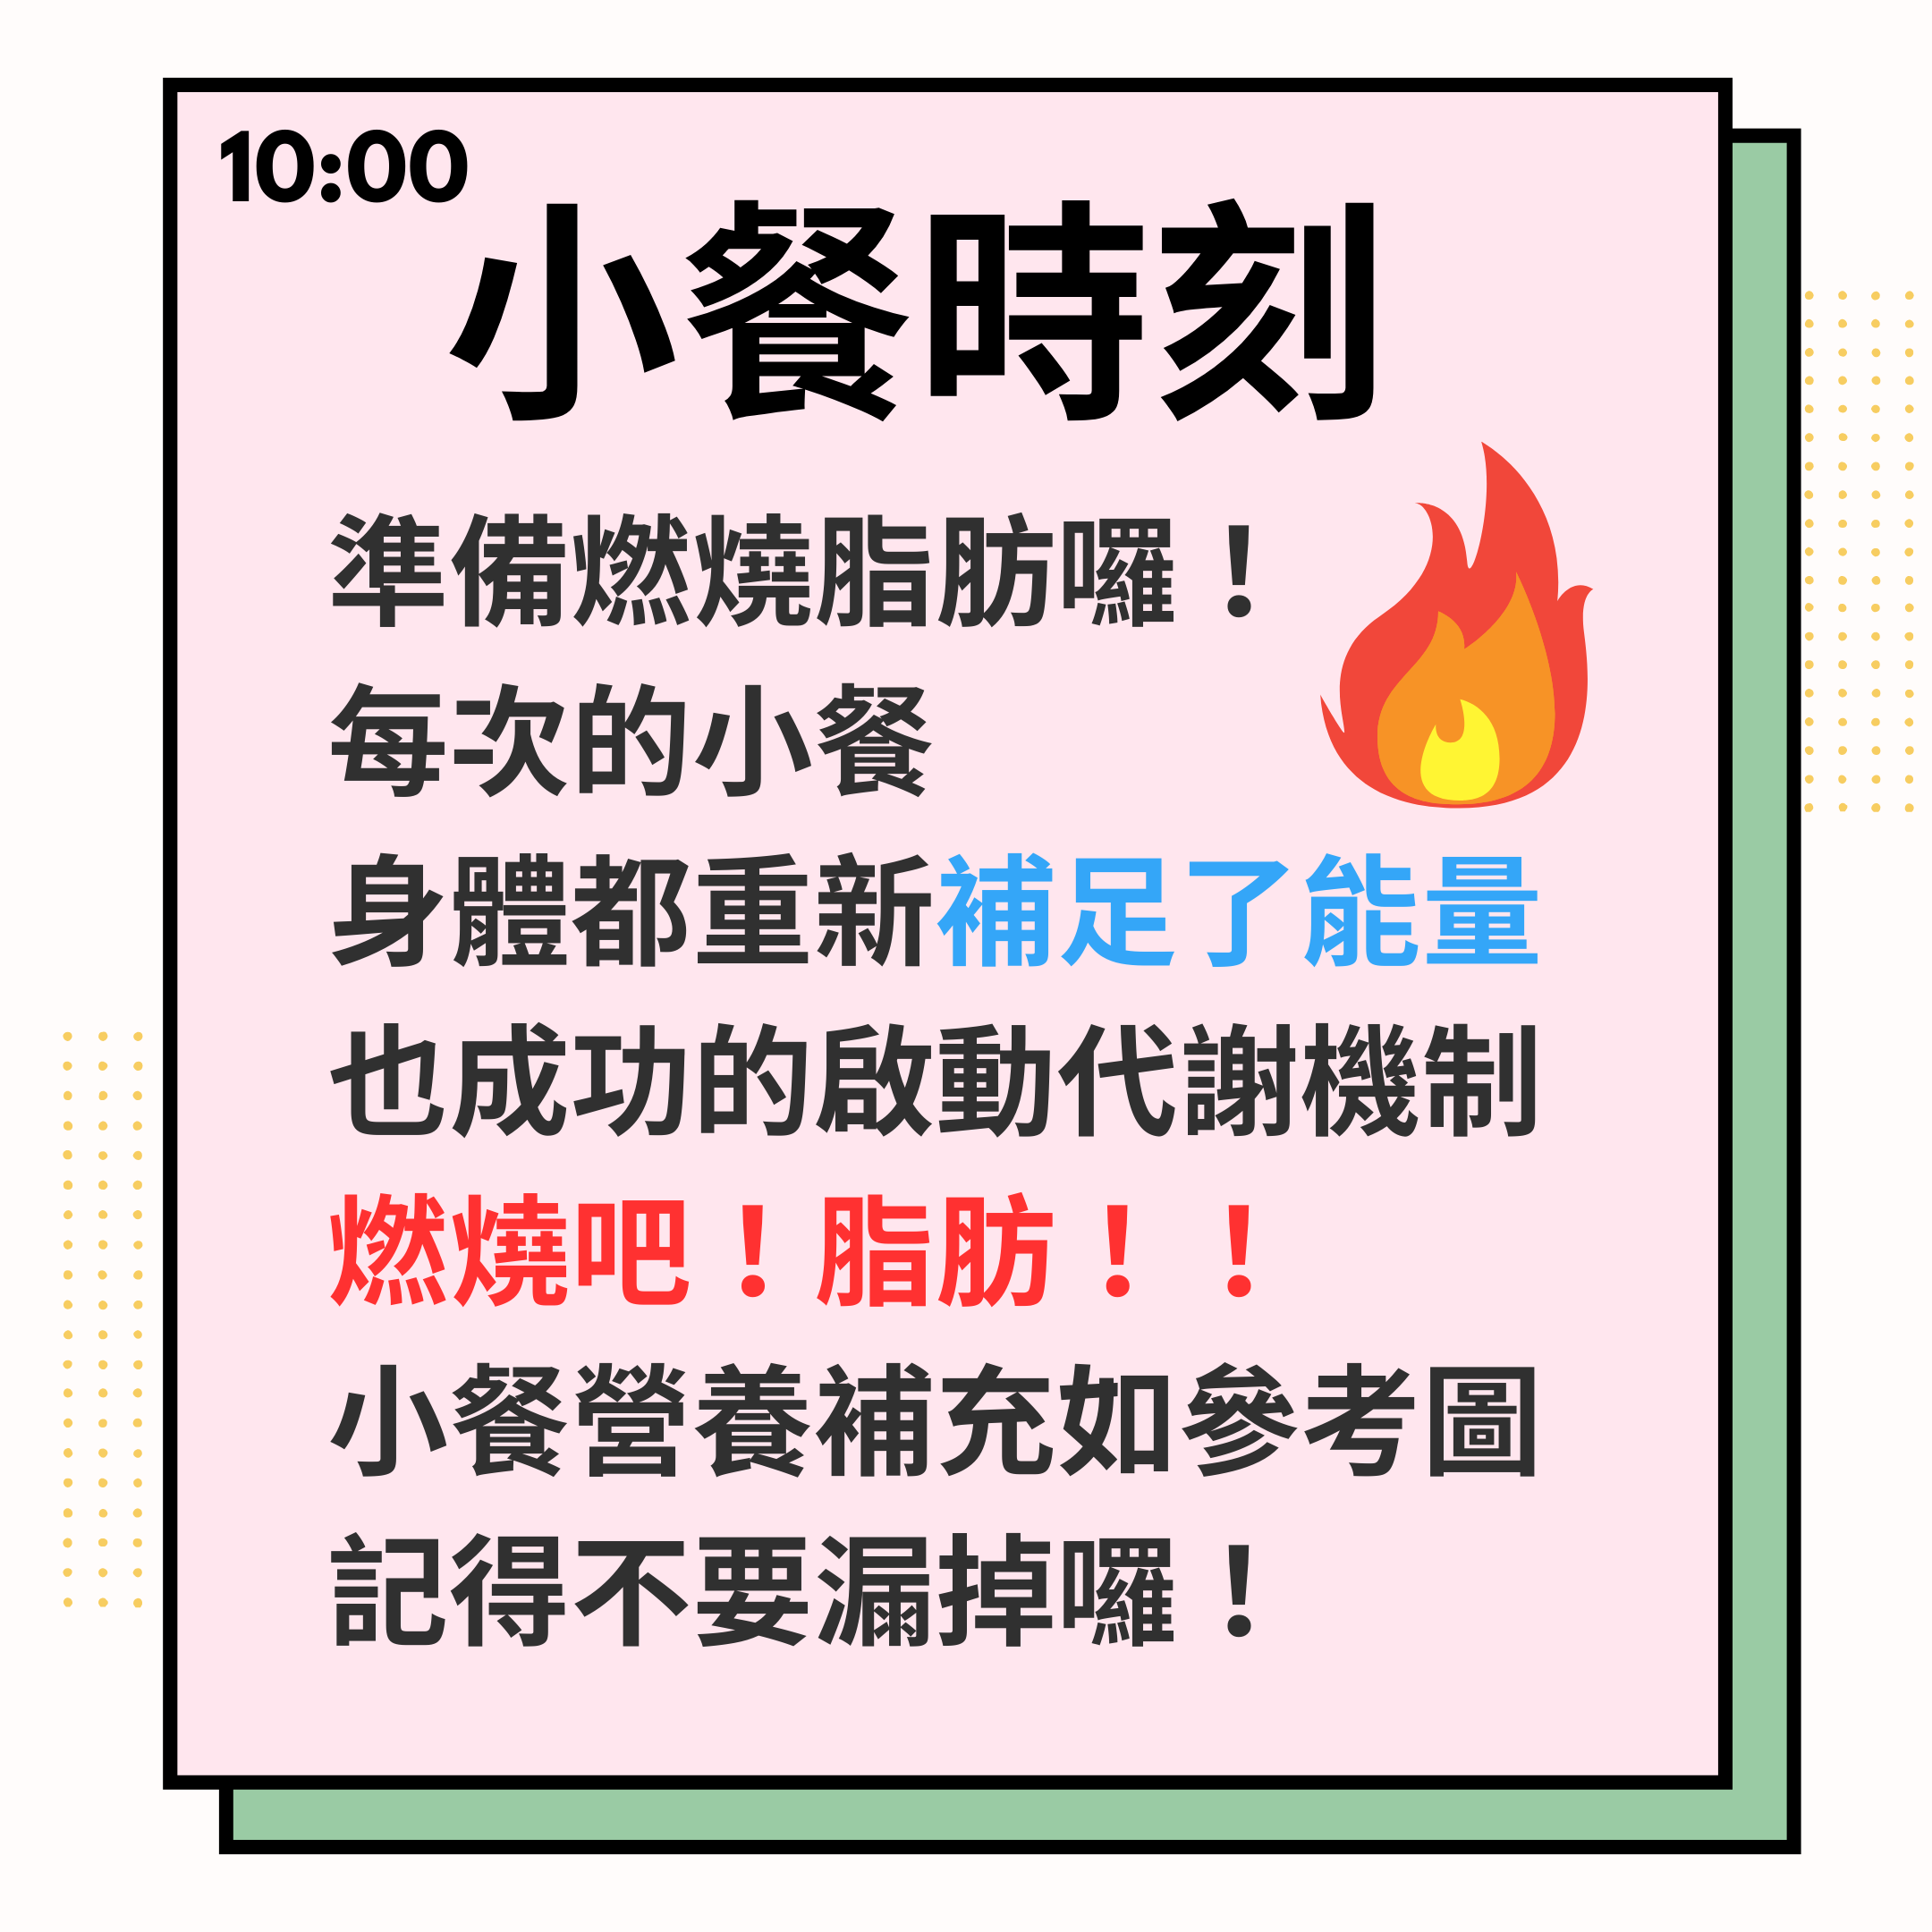 10:00
小餐時刻
準備燃燒脂肪囉！
每次的小餐
身體都重新補足了能量
也成功的啟動代謝機制
燃燒吧！脂肪！！
小餐營養補充如參考圖
記得不要漏掉囉！